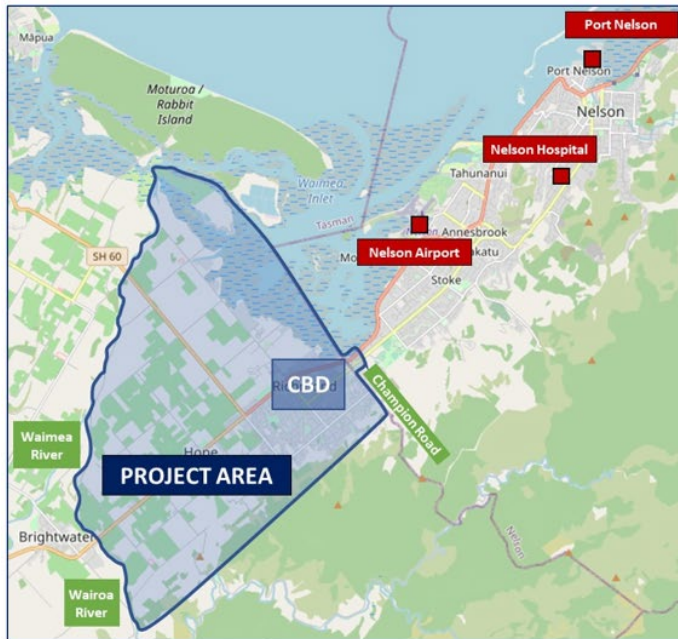 Māpua
Port Nelson
Port Nelson
Nelson
Moturoa /
Rabbit
Island
Nelson Hospital
Waimea
Inlet
Tasman
Tahunanui
SH 60
Nelson Airport
Annesbrook
Stoke
CBD
Champion Road
Waimea
River
Hope
PROJECT AREA
Brightwater
Nelson
Wairoa
River